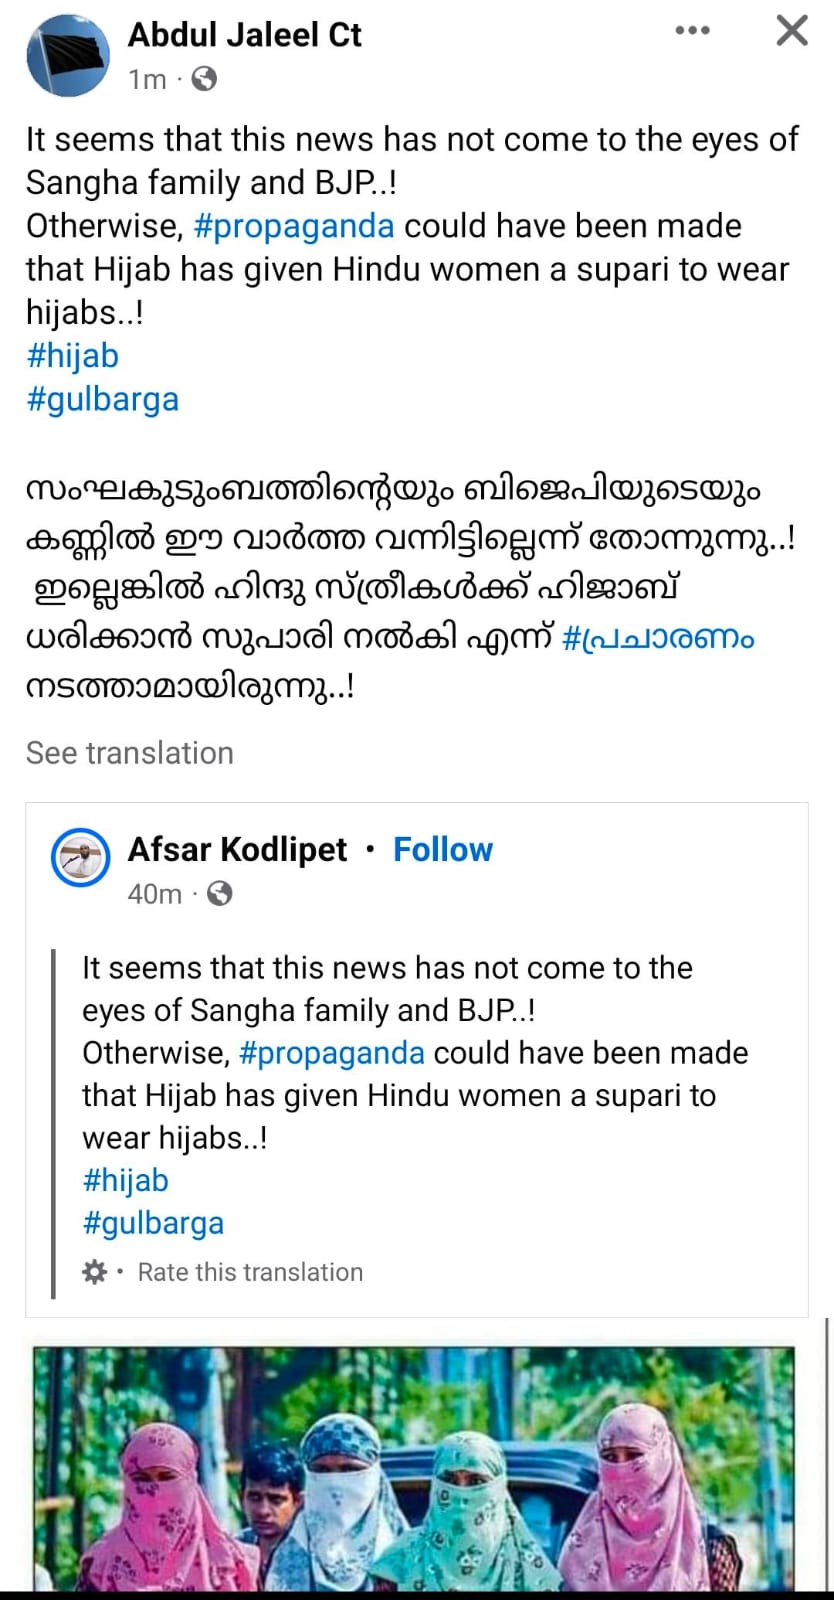 Abdul Jaleel Ct
1m ·
It seems that this news has not come to the eyes of
Sangha family and BJP..!
Otherwise, #propaganda could have been made
that Hijab has given Hindu women a supari to wear
hijabs..!
#hijab
#gulbarga
സംഘകുടുംബത്തിന്റെയും ബിജെപിയുടെയും
കണ്ണിൽ ഈ വാർത്ത വന്നിട്ടില്ലെന്ന് തോന്നുന്നു..!
ഇല്ലെങ്കിൽ ഹിന്ദു സ്ത്രീകൾക്ക് ഹിജാബ്
ധരിക്കാൻ സുപാരി നൽകി എന്ന് #പ്രചാരണം
നടത്താമായിരുന്നു..!
See translation
Afsar Kodlipet · Follow
40m ·
It seems that this news has not come to the
eyes of Sangha family and BJP..!
Otherwise, #propaganda could have been made
that Hijab has given Hindu women a supari to
wear hijabs..!
#hijab
#gulbarga
· Rate this translation